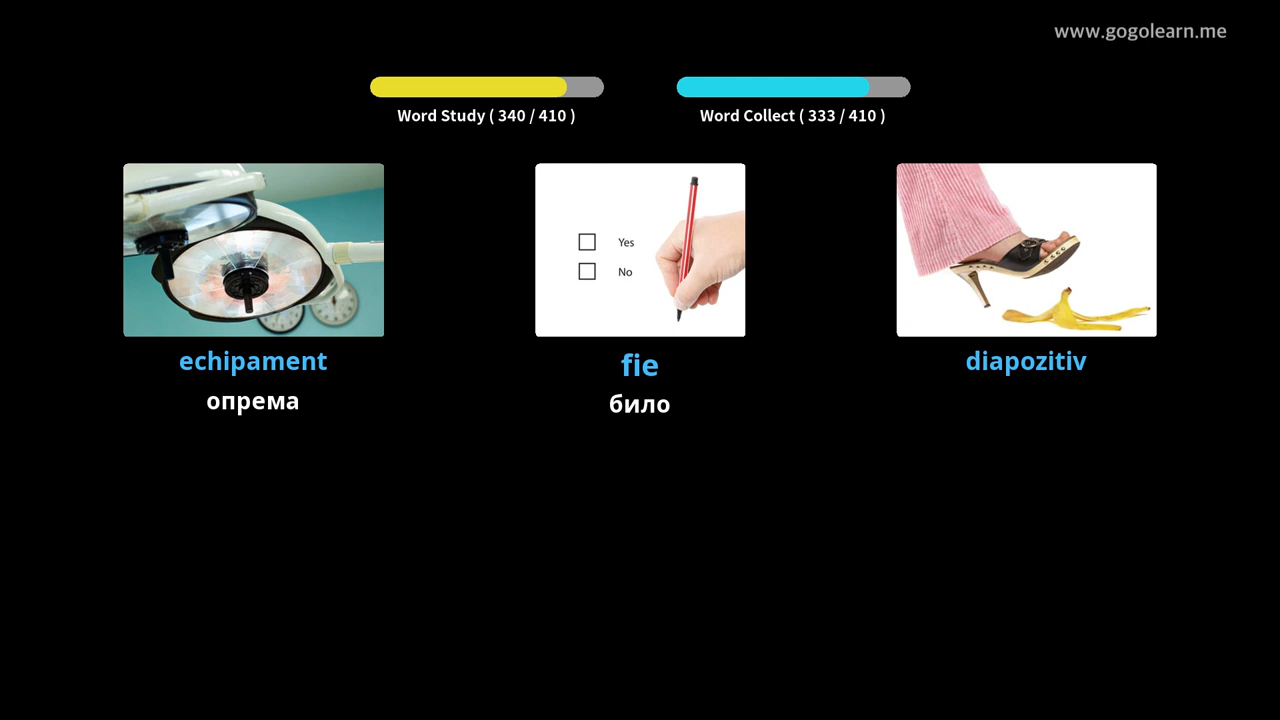 www.gogolearn.me
Word Study ( 340 / 410 )
Word Collect ( 333 / 410 )
Yes
No
echipament
fie
diapozitiv
опрема
било